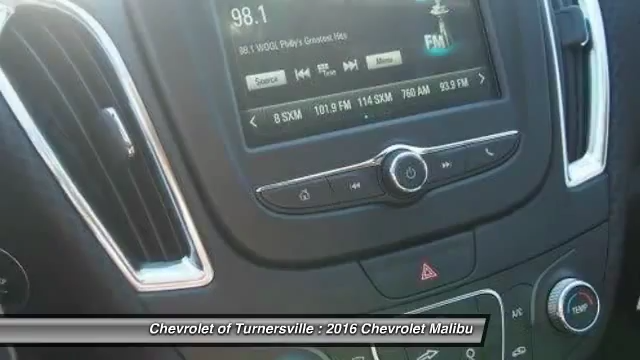 98.1
98.1 WOGL Philly's Greatest Hits
Source
Menu
FM
8 SXM 101.9 FM 114 SXM 760 AM 93.9 FM
A/C
TEMP
Chevrolet of Turnersville : 2016 Chevrolet Malibu